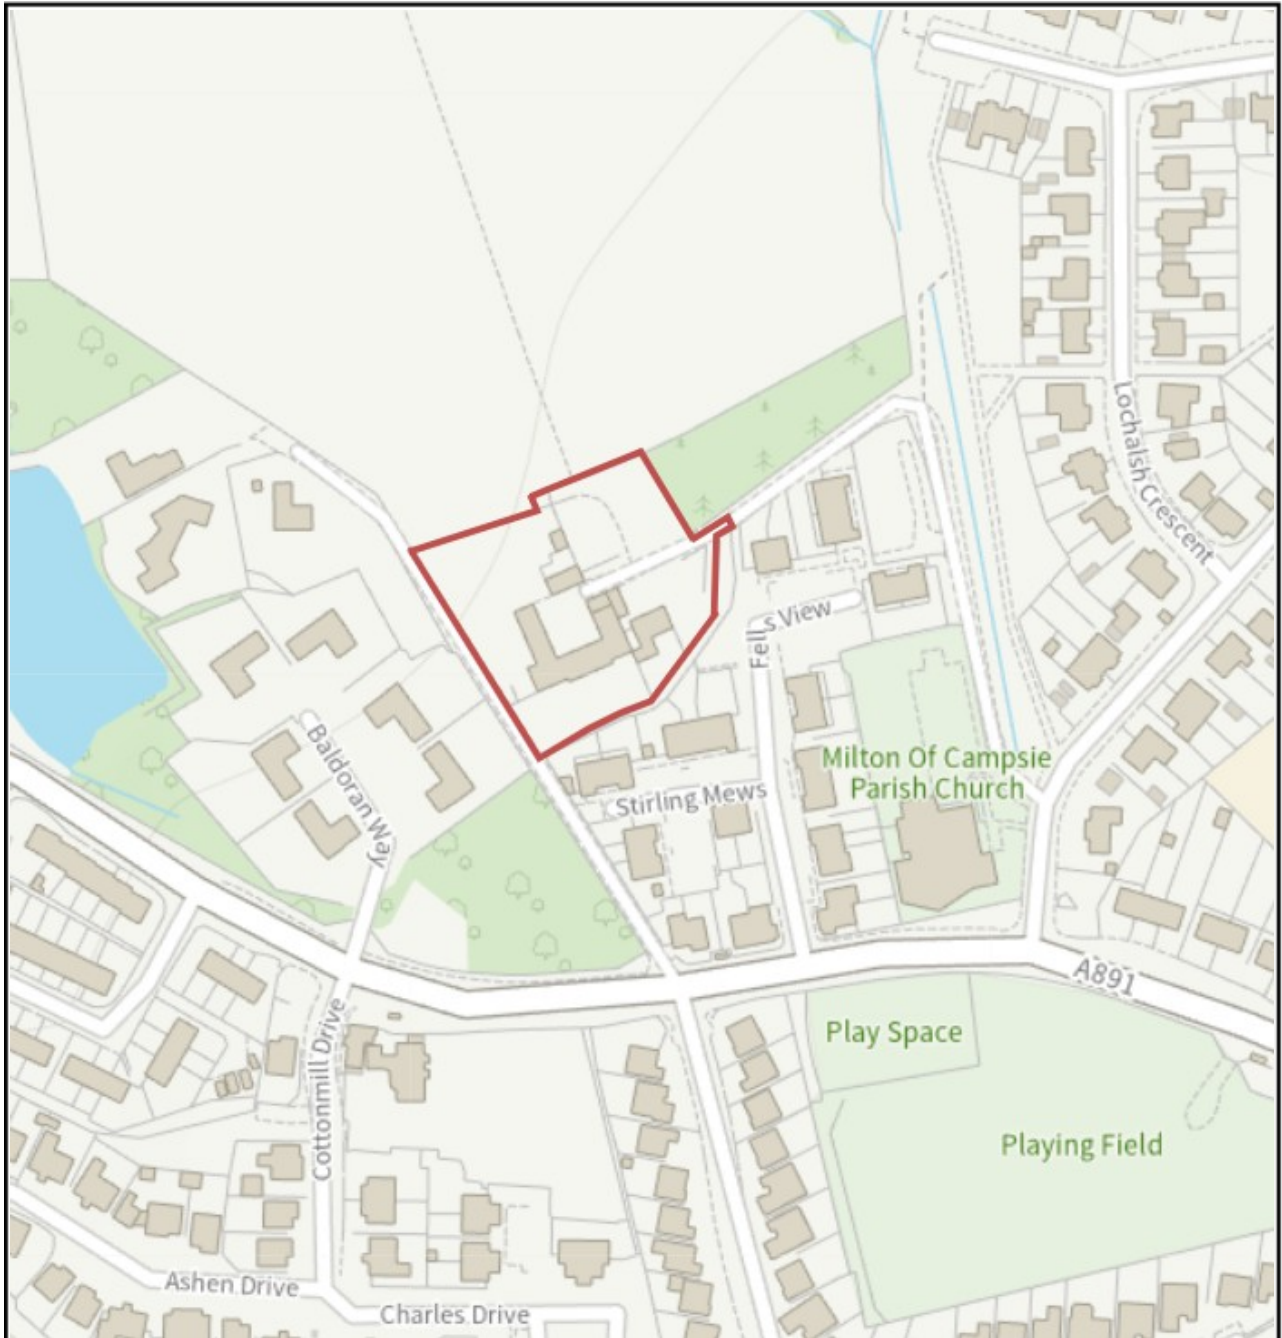 Lochalsh Crescent
Fells View
Baldoran Way
Stirling Mews
Milton Of Campsie
Parish Church
A891
Cottonmill Drive
Play Space
Playing Field
Ashen Drive
Charles Drive